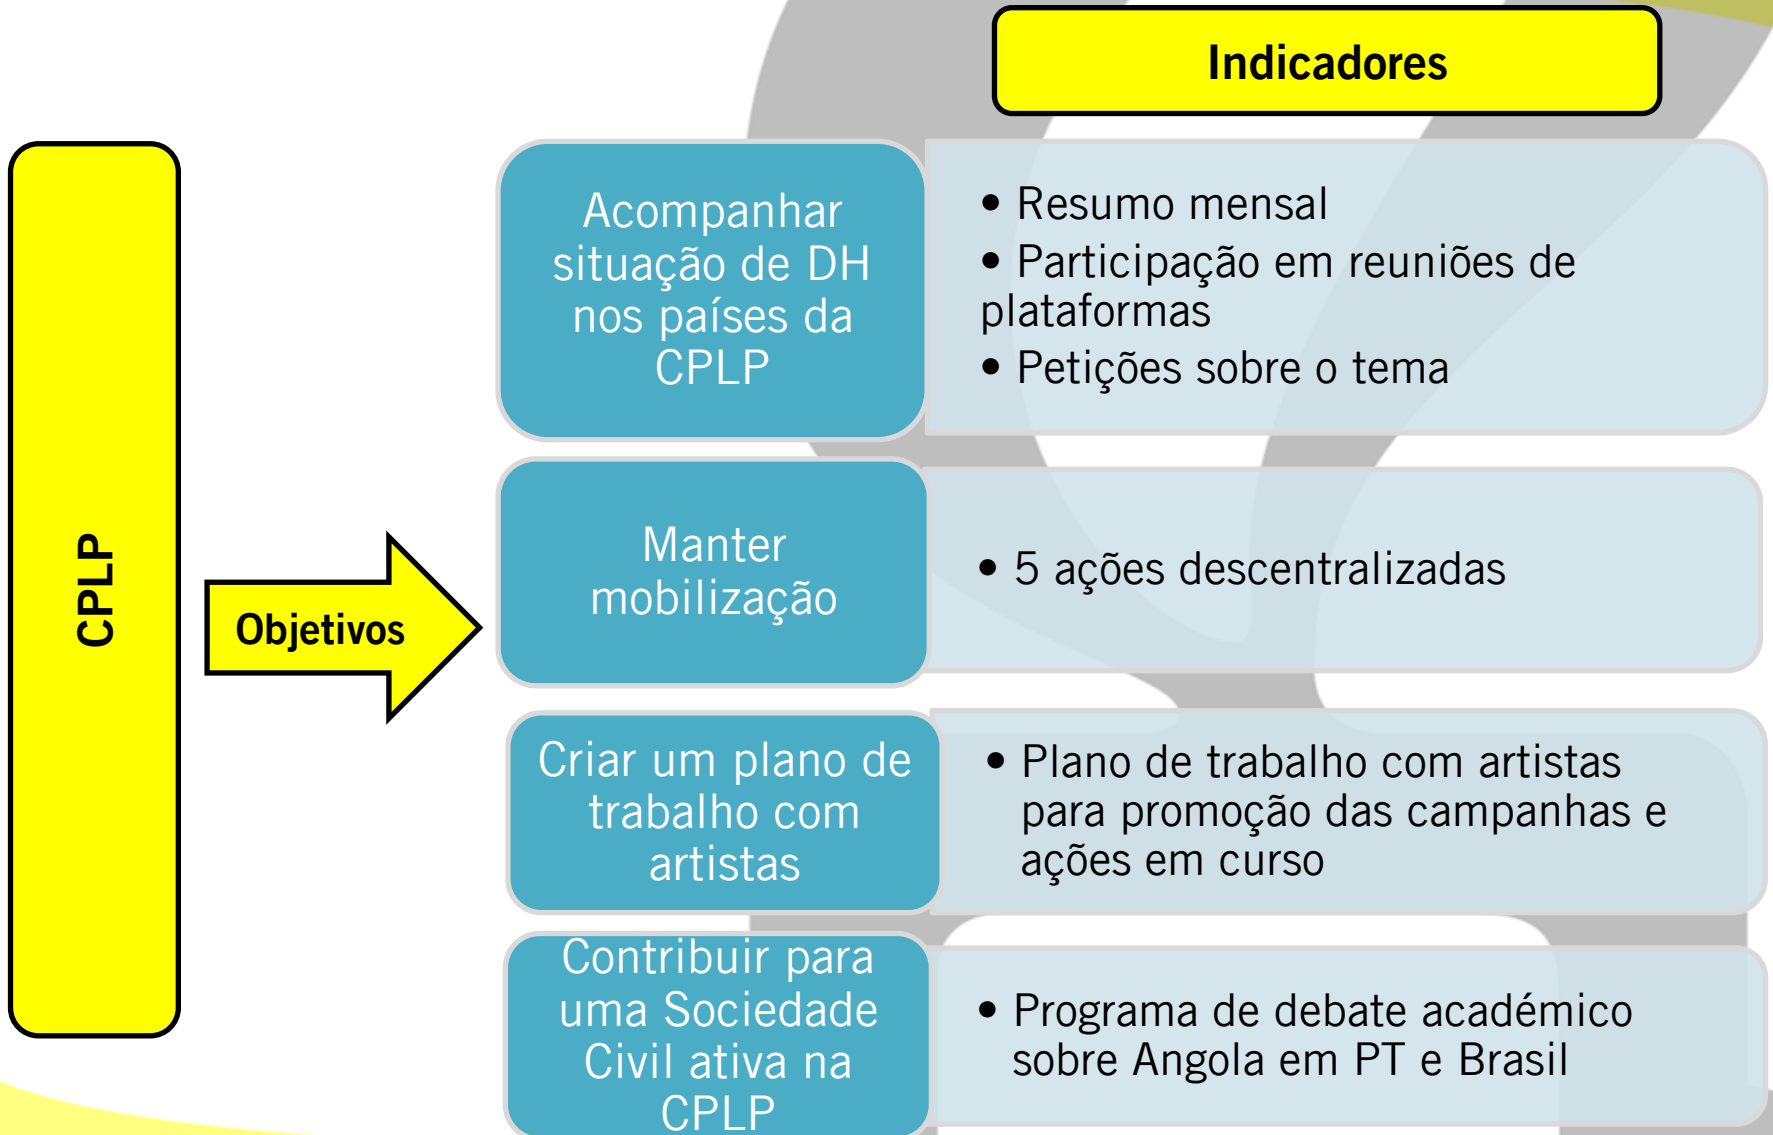 Indicadores
CPLP
Objetivos
Acompanhar
situação de DH
nos países da
CPLP
• Resumo mensal
• Participação em reuniões de
plataformas
• Petições sobre o tema
Manter
mobilização
• 5 ações descentralizadas
Criar um plano de
trabalho com
artistas
• Plano de trabalho com artistas
para promoção das campanhas e
ações em curso
Contribuir para
uma Sociedade
Civil ativa na
CPLP
• Programa de debate académico
sobre Angola em PT e Brasil